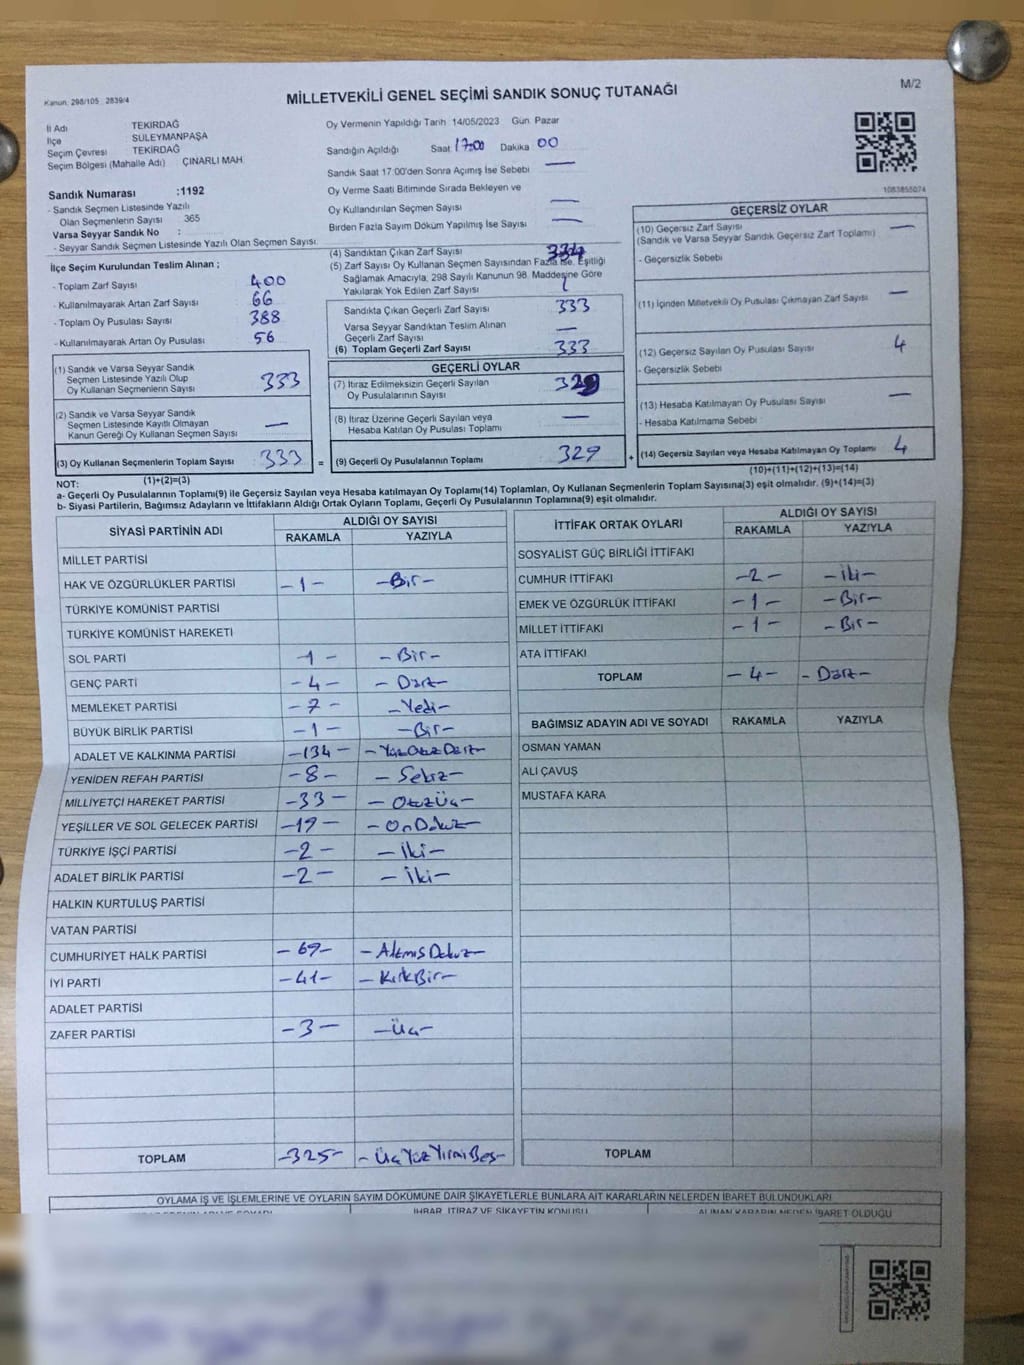 Kanun: 298/105 2839/4
MİLLETVEKİLİ GENEL SEÇİMİ SANDIK SONUÇ TUTANAĞI
M/2
İl Adı TEKİRDAĞ
İlçe SÜLEYMANPAŞA
Seçim Çevresi TEKİRDAĞ
Seçim Bölgesi (Mahalle Adı) ÇINARLI MAH
Oy Vermenin Yapıldığı Tarih 14/05/2023 Gün Pazar
Sandığın Açıldığı Saat 17:00 Dakika 00
Sandık Saat 17:00'den Sonra Açımış İse Sebebi —
Oy Verme Saati Bitiminde Sırada Bekleyen ve
Oy Kullandırılan Seçmen Sayısı —
Birden Fazla Sayım Döküm Yapılmış İse Sayısı —
1083855074
Sandık Numarası :1192
- Sandık Seçmen Listesinde Yazılı
Olan Seçmenlerin Sayısı 365
Varsa Seyyar Sandık No :
- Seyyar Sandık Seçmen Listesinde Yazılı Olan Seçmen Sayısı:
İlçe Seçim Kurulundan Teslim Alınan ;
- Toplam Zarf Sayısı 400
- Kullanılmayarak Artan Zarf Sayısı 66
- Toplam Oy Pusulası Sayısı 388
- Kullanılmayarak Artan Oy Pusulası 56
(1) Sandık ve Varsa Seyyar Sandık
Seçmen Listesinde Yazılı Olup
Oy Kullanan Seçmenlerin Sayısı 333
(2) Sandık ve Varsa Seyyar Sandık
Seçmen Listesinde Kayıtlı Olmayan
Kanun Gereği Oy Kullanan Seçmen Sayısı —
(3) Oy Kullanan Seçmenlerin Toplam Sayısı 333 =
(1)+(2)=(3)
(4) Sandıktan Çıkan Zarf Sayısı 334
(5) Zarf Sayısı Oy Kullanan Seçmen Sayısından Fazla ise, Eşitliği
Sağlamak Amacıyla, 298 Sayılı Kanunun 98. Maddesine Göre
Yakılarak Yok Edilen Zarf Sayısı 1
Sandıkta Çıkan Geçerli Zarf Sayısı 333
Varsa Seyyar Sandıktan Teslim Alınan
Geçerli Zarf Sayısı —
(6) Toplam Geçerli Zarf Sayısı 333
GEÇERLİ OYLAR
(7) İtiraz Edilmeksizin Geçerli Sayılan
Oy Pusulalarının Sayısı 329
(8) İtiraz Üzerine Geçerli Sayılan veya
Hesaba Katılan Oy Pusulası Toplamı —
(9) Geçerli Oy Pusulalarının Toplamı 329 +
GEÇERSİZ OYLAR
(10) Geçersiz Zarf Sayısı —
(Sandık ve Varsa Seyyar Sandık Geçersiz Zarf Toplamı)
- Geçersizlik Sebebi
(11) İçinden Milletvekili Oy Pusulası Çıkmayan Zarf Sayısı —
(12) Geçersiz Sayılan Oy Pusulası Sayısı 4
- Geçersizlik Sebebi
(13) Hesaba Katılmayan Oy Pusulası Sayısı —
- Hesaba Katılmama Sebebi
(14) Geçersiz Sayılan veya Hesaba Katılmayan Oy Toplamı 4
(10)+(11)+(12)+(13)=(14)
NOT:
a- Geçerli Oy Pusulalarının Toplamı(9) ile Geçersiz Sayılan veya Hesaba katılmayan Oy Toplamı(14) Toplamları, Oy Kullanan Seçmenlerin Toplam Sayısına(3) eşit olmalıdır. (9)+(14)=(3)
b- Siyasi Partilerin, Bağımsız Adayların ve İttifakların Aldığı Ortak Oyların Toplamı, Geçerli Oy Pusulalarının Toplamına(9) eşit olmalıdır.
SİYASİ PARTİNİN ADI ALDIĞI OY SAYISI
RAKAMLA YAZIYLA
MİLLET PARTİSİ
HAK VE ÖZGÜRLÜKLER PARTİSİ -1- -Bir-
TÜRKİYE KOMÜNİST PARTİSİ
TÜRKİYE KOMÜNİST HAREKETİ
SOL PARTİ -1- -Bir-
GENÇ PARTİ -4- -Dört-
MEMLEKET PARTİSİ -7- -Yedi-
BÜYÜK BİRLİK PARTİSİ -1- -Bir-
ADALET VE KALKINMA PARTİSİ -134- -YüzOtuzDört-
YENİDEN REFAH PARTİSİ -8- -Sekiz-
MİLLİYETÇİ HAREKET PARTİSİ -33- -OtuzÜç-
YEŞİLLER VE SOL GELECEK PARTİSİ -19- -OnDokuz-
TÜRKİYE İŞÇİ PARTİSİ -2- -İki-
ADALET BİRLİK PARTİSİ -2- -İki-
HALKIN KURTULUŞ PARTİSİ
VATAN PARTİSİ
CUMHURİYET HALK PARTİSİ -69- -AltmışDokuz-
İYİ PARTİ -41- -KırkBir-
ADALET PARTİSİ
ZAFER PARTİSİ -3- -Üç-
TOPLAM -325- -ÜçYüzYirmiBeş-
İTTİFAK ORTAK OYLARI ALDIĞI OY SAYISI
RAKAMLA YAZIYLA
SOSYALİST GÜÇ BİRLİĞİ İTTİFAKI
CUMHUR İTTİFAKI -2- -İki-
EMEK VE ÖZGÜRLÜK İTTİFAKI -1- -Bir-
MİLLET İTTİFAKI -1- -Bir-
ATA İTTİFAKI
TOPLAM -4- -Dört-
BAĞIMSIZ ADAYIN ADI VE SOYADI RAKAMLA YAZIYLA
OSMAN YAMAN
ALİ ÇAVUŞ
MUSTAFA KARA
TOPLAM
OYLAMA İŞ VE İŞLEMLERİNE VE OYLARIN SAYIM DÖKÜMÜNE DAİR ŞİKAYETLERLE BUNLARA AİT KARARLARIN NELERDEN İBARET BULUNDUKLARI
İHBAR, İTİRAZ VE ŞİKAYETİN KONUSU ALINAN KARARIN NEDEN İBARET OLDUĞU